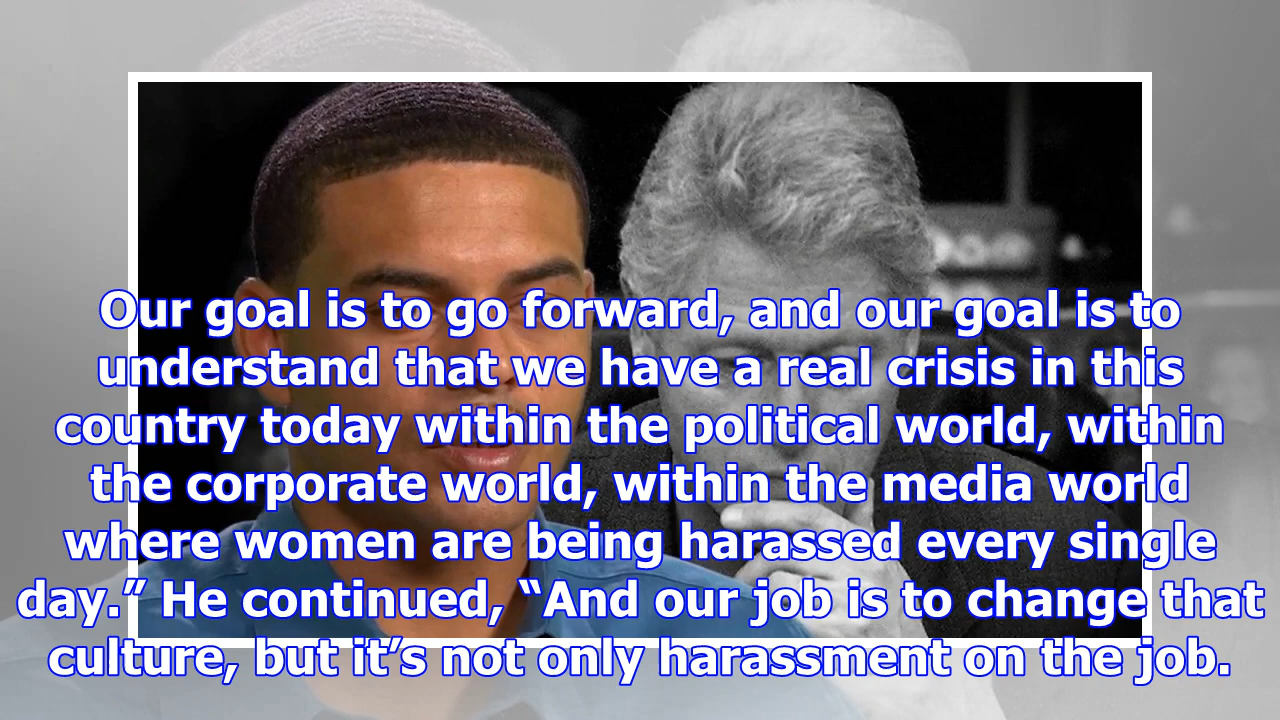 Our goal is to go forward, and our goal is to
understand that we have a real crisis in this
country today within the political world, within
the corporate world, within the media world
where women are being harassed every single
day.” He continued, “And our job is to change that
culture, but it’s not only harassment on the job.